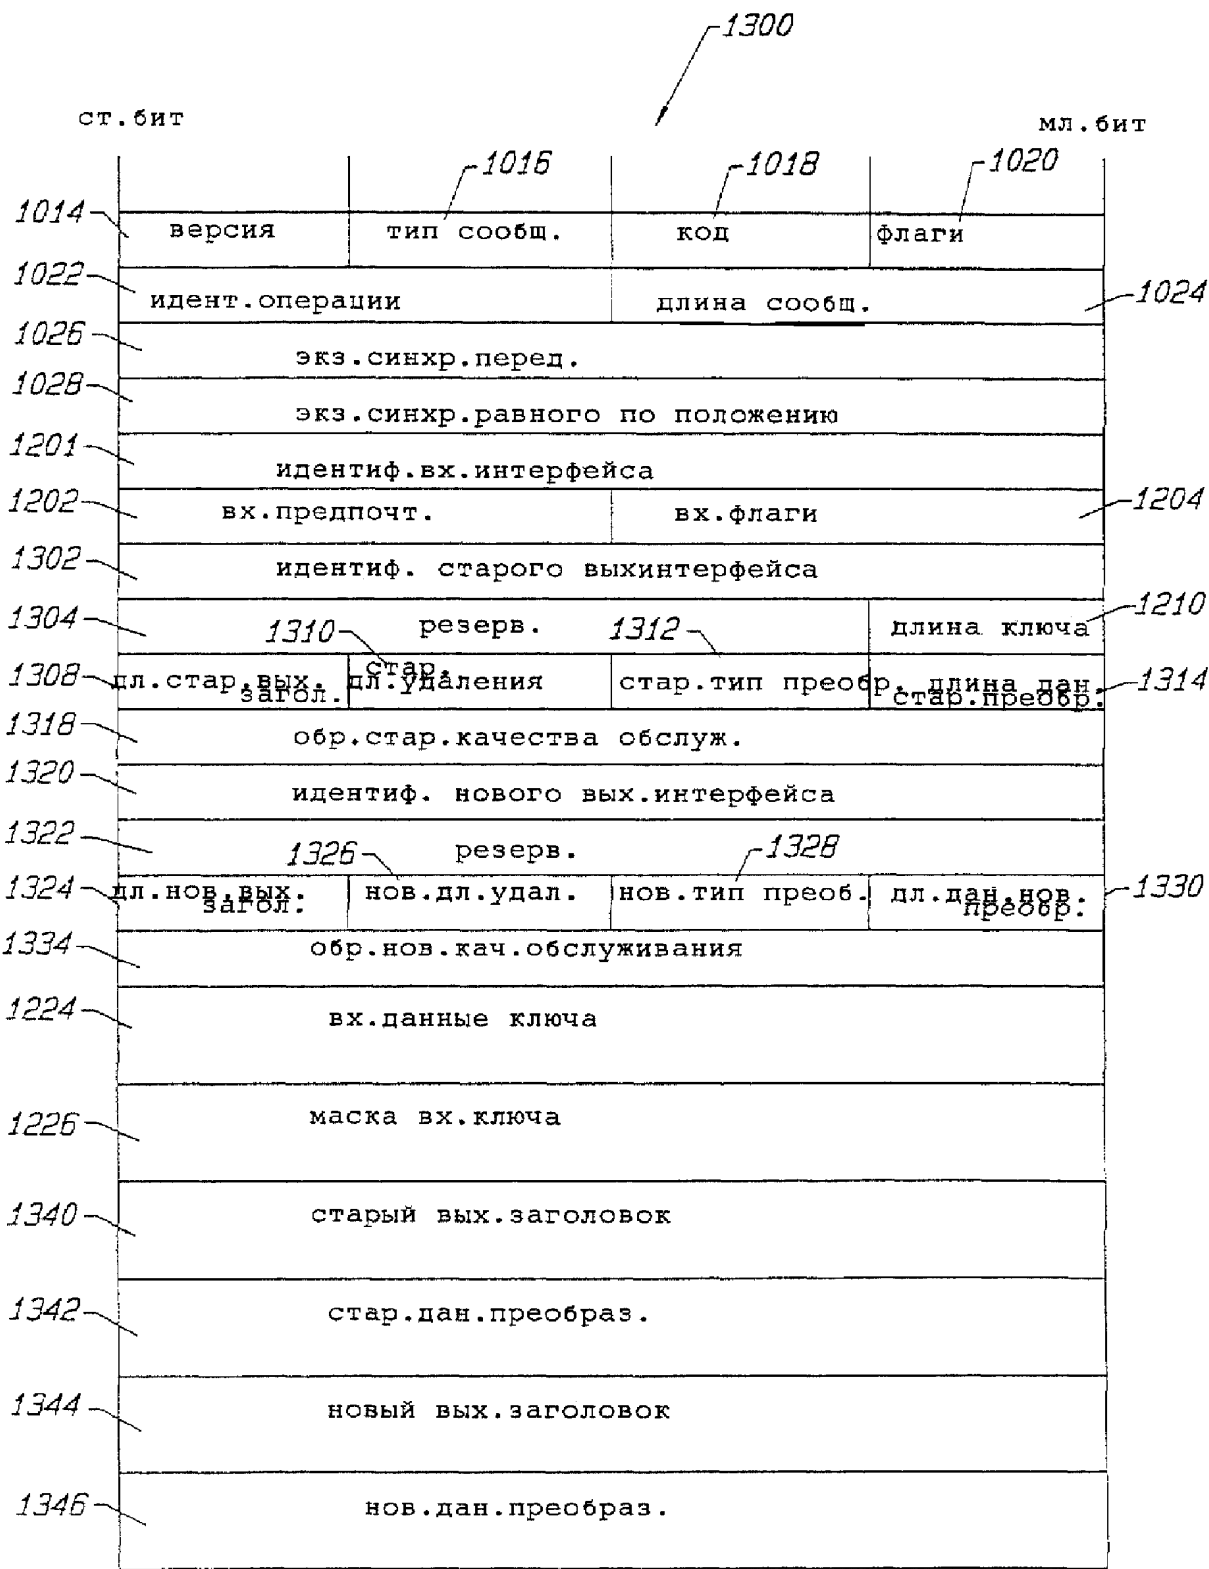 1300
ст.бит
мл.бит
1016 1018 1020
1014 версия тип сообщ. код флаги
1022 идент.операции длина сообщ. 1024
1026 экз.синхр.перед.
1028 экз.синхр.равного по положению
1201 идентиф.вх.интерфейса
1202 вх.предпочт. вх.флаги 1204
1302 идентиф. старого выхинтерфейса
1304 резерв. длина ключа 1210
1310 1312
1308 дл.стар.вых. загол. стар. дл.удаления стар.тип преобр. длина дан. стар.преобр. 1314
1318 обр.стар.качества обслуж.
1320 идентиф. нового вых.интерфейса
1322 резерв.
1326 1328
1324 дл.нов.вых. загол. нов.дл.удал. нов.тип преоб. дл.дан.нов. преобр. 1330
1334 обр.нов.кач.обслуживания
1224 вх.данные ключа
1226 маска вх.ключа
1340 старый вых.заголовок
1342 стар.дан.преобраз.
1344 новый вых.заголовок
1346 нов.дан.преобраз.